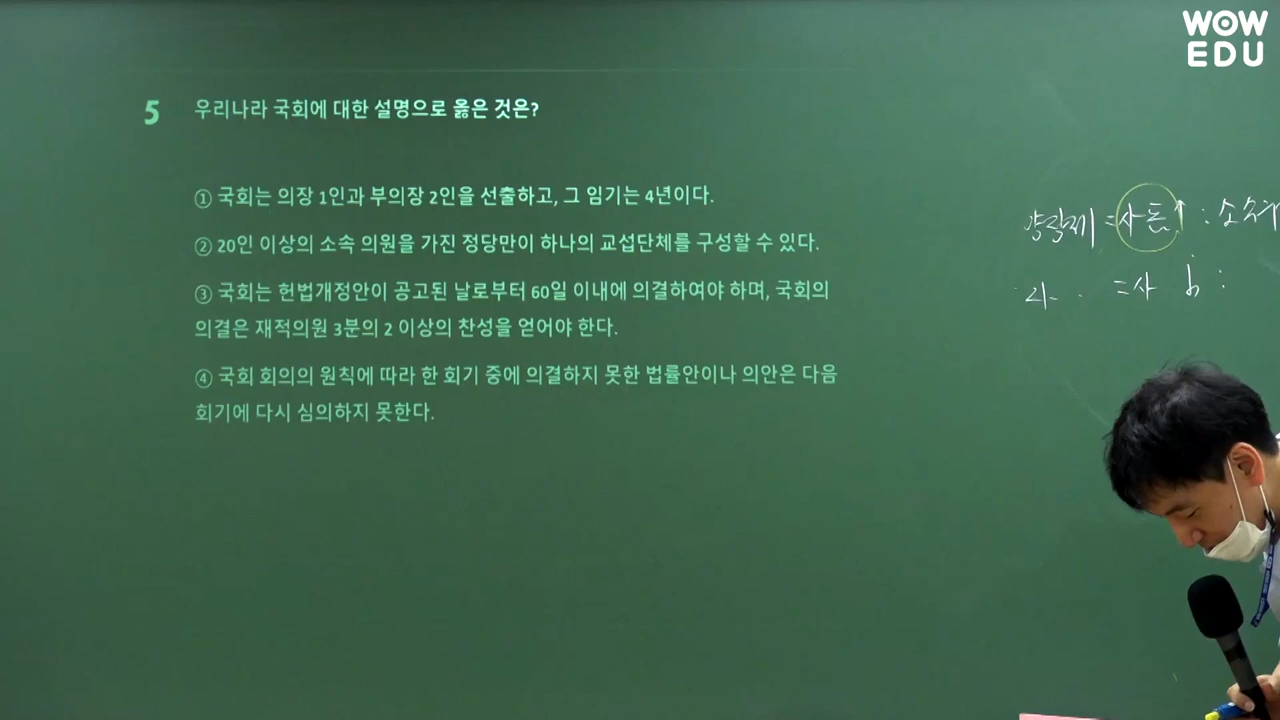 WOW
EDU
5 우리나라 국회에 대한 설명으로 옳은 것은?
① 국회는 의장 1인과 부의장 2인을 선출하고, 그 임기는 4년이다.
② 20인 이상의 소속 의원을 가진 정당만이 하나의 교섭단체를 구성할 수 있다.
③ 국회는 헌법개정안이 공고된 날로부터 60일 이내에 의결하여야 하며, 국회의
의결은 재적의원 3분의 2 이상의 찬성을 얻어야 한다.
④ 국회 회의의 원칙에 따라 한 회기 중에 의결하지 못한 법률안이나 의안은 다음
회기에 다시 심의하지 못한다.